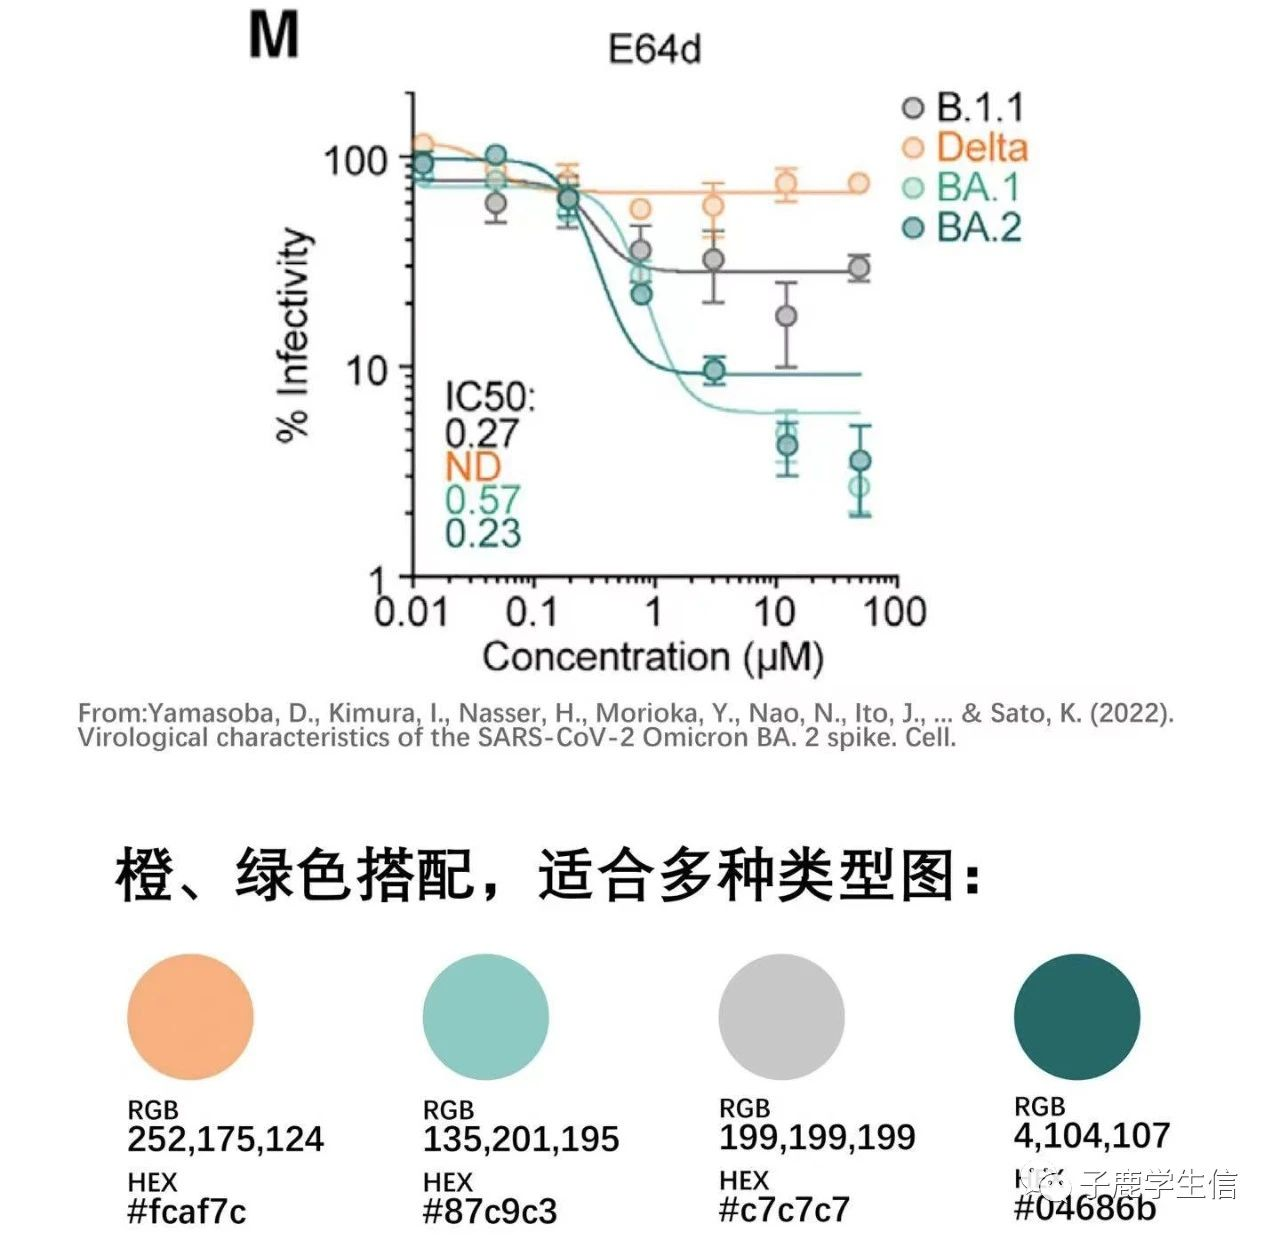 M
E64d
B.1.1
Delta
BA.1
BA.2
100
10
1
% Infectivity
IC50:
0.27
ND
0.57
0.23
0.01 0.1 1 10 100
Concentration (μM)
From:Yamasoba, D., Kimura, I., Nasser, H., Morioka, Y., Nao, N., Ito, J., ... & Sato, K. (2022).
Virological characteristics of the SARS-CoV-2 Omicron BA. 2 spike. Cell.
橙、绿色搭配，适合多种类型图：
RGB RGB RGB RGB
252,175,124 135,201,195 199,199,199 4,104,107
HEX HEX HEX HEX
#fcaf7c #87c9c3 #c7c7c7 #04686b
子鹿学生信